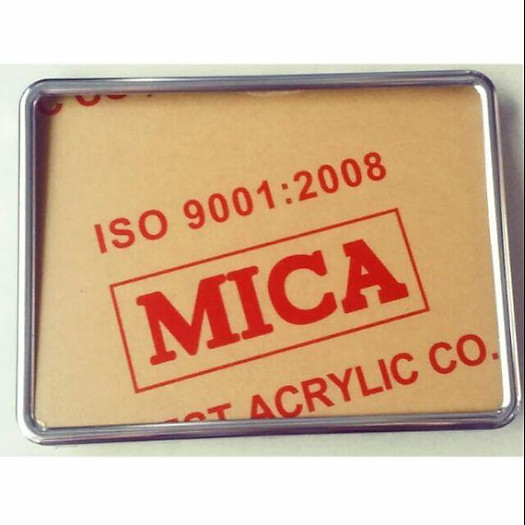 ISO 9001:2008
MICA
ACRYLIC CO.